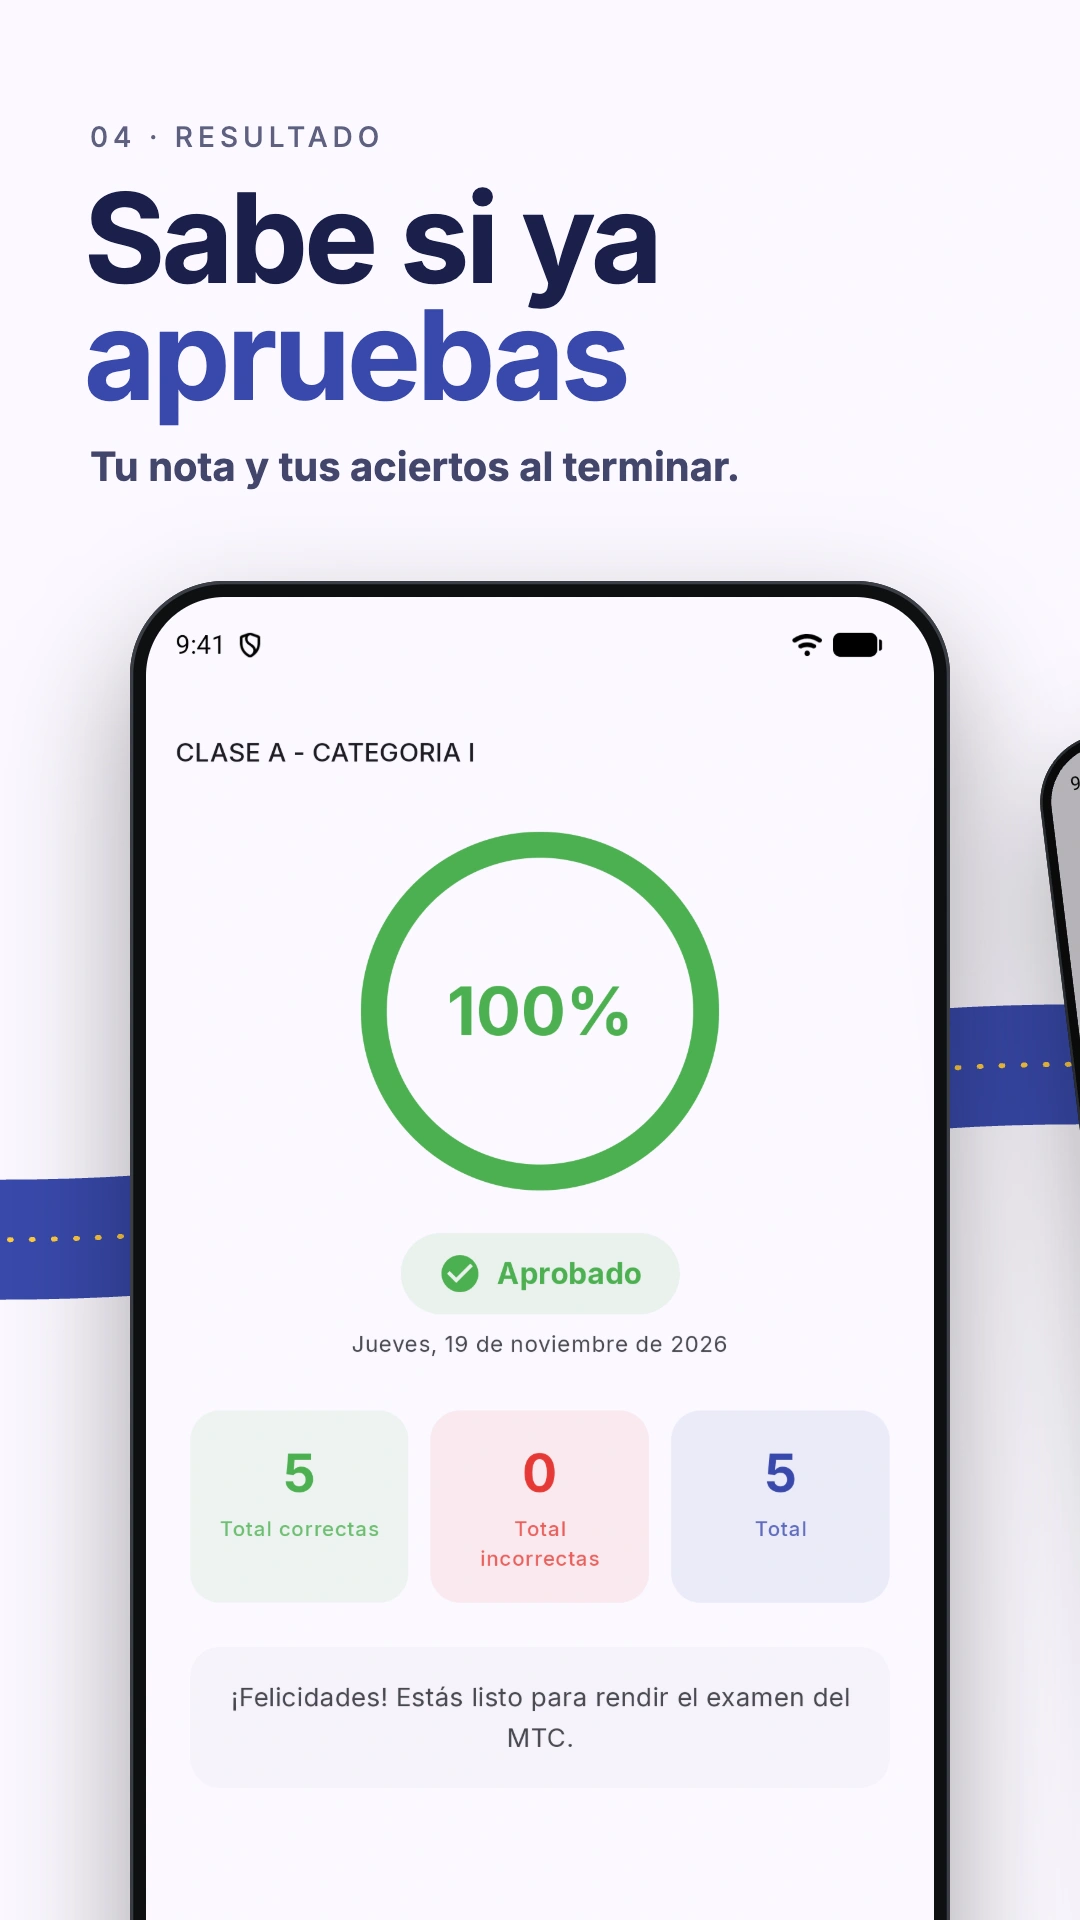 04 · RESULTADO
Sabe si ya
apruebas
Tu nota y tus aciertos al terminar.
9:41
CLASE A - CATEGORIA I
100%
Aprobado
Jueves, 19 de noviembre de 2026
5
Total correctas
0
Total
incorrectas
5
Total
¡Felicidades! Estás listo para rendir el examen del
MTC.